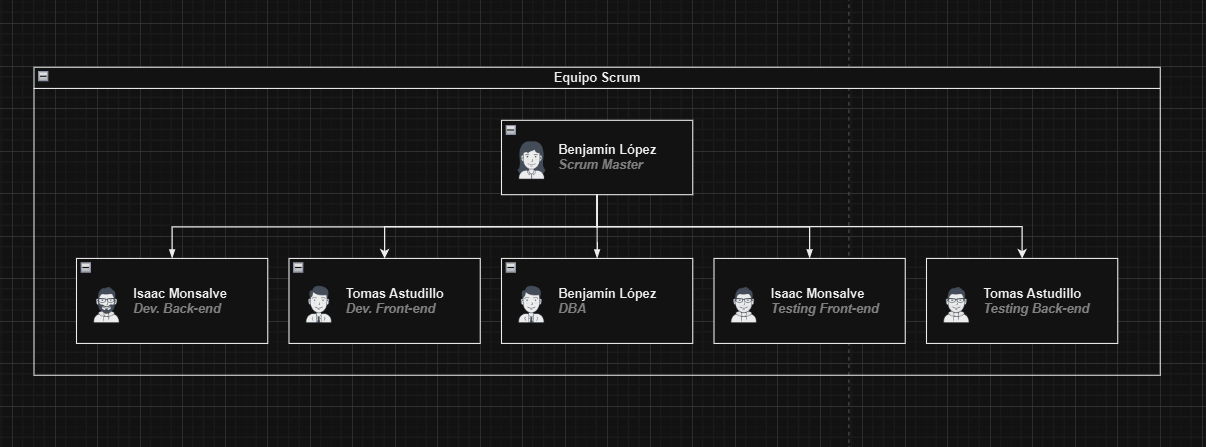 Equipo Scrum
Benjamín López
Scrum Master
Isaac Monsalve
Dev. Back-end
Tomas Astudillo
Dev. Front-end
Benjamín López
DBA
Isaac Monsalve
Testing Front-end
Tomas Astudillo
Testing Back-end